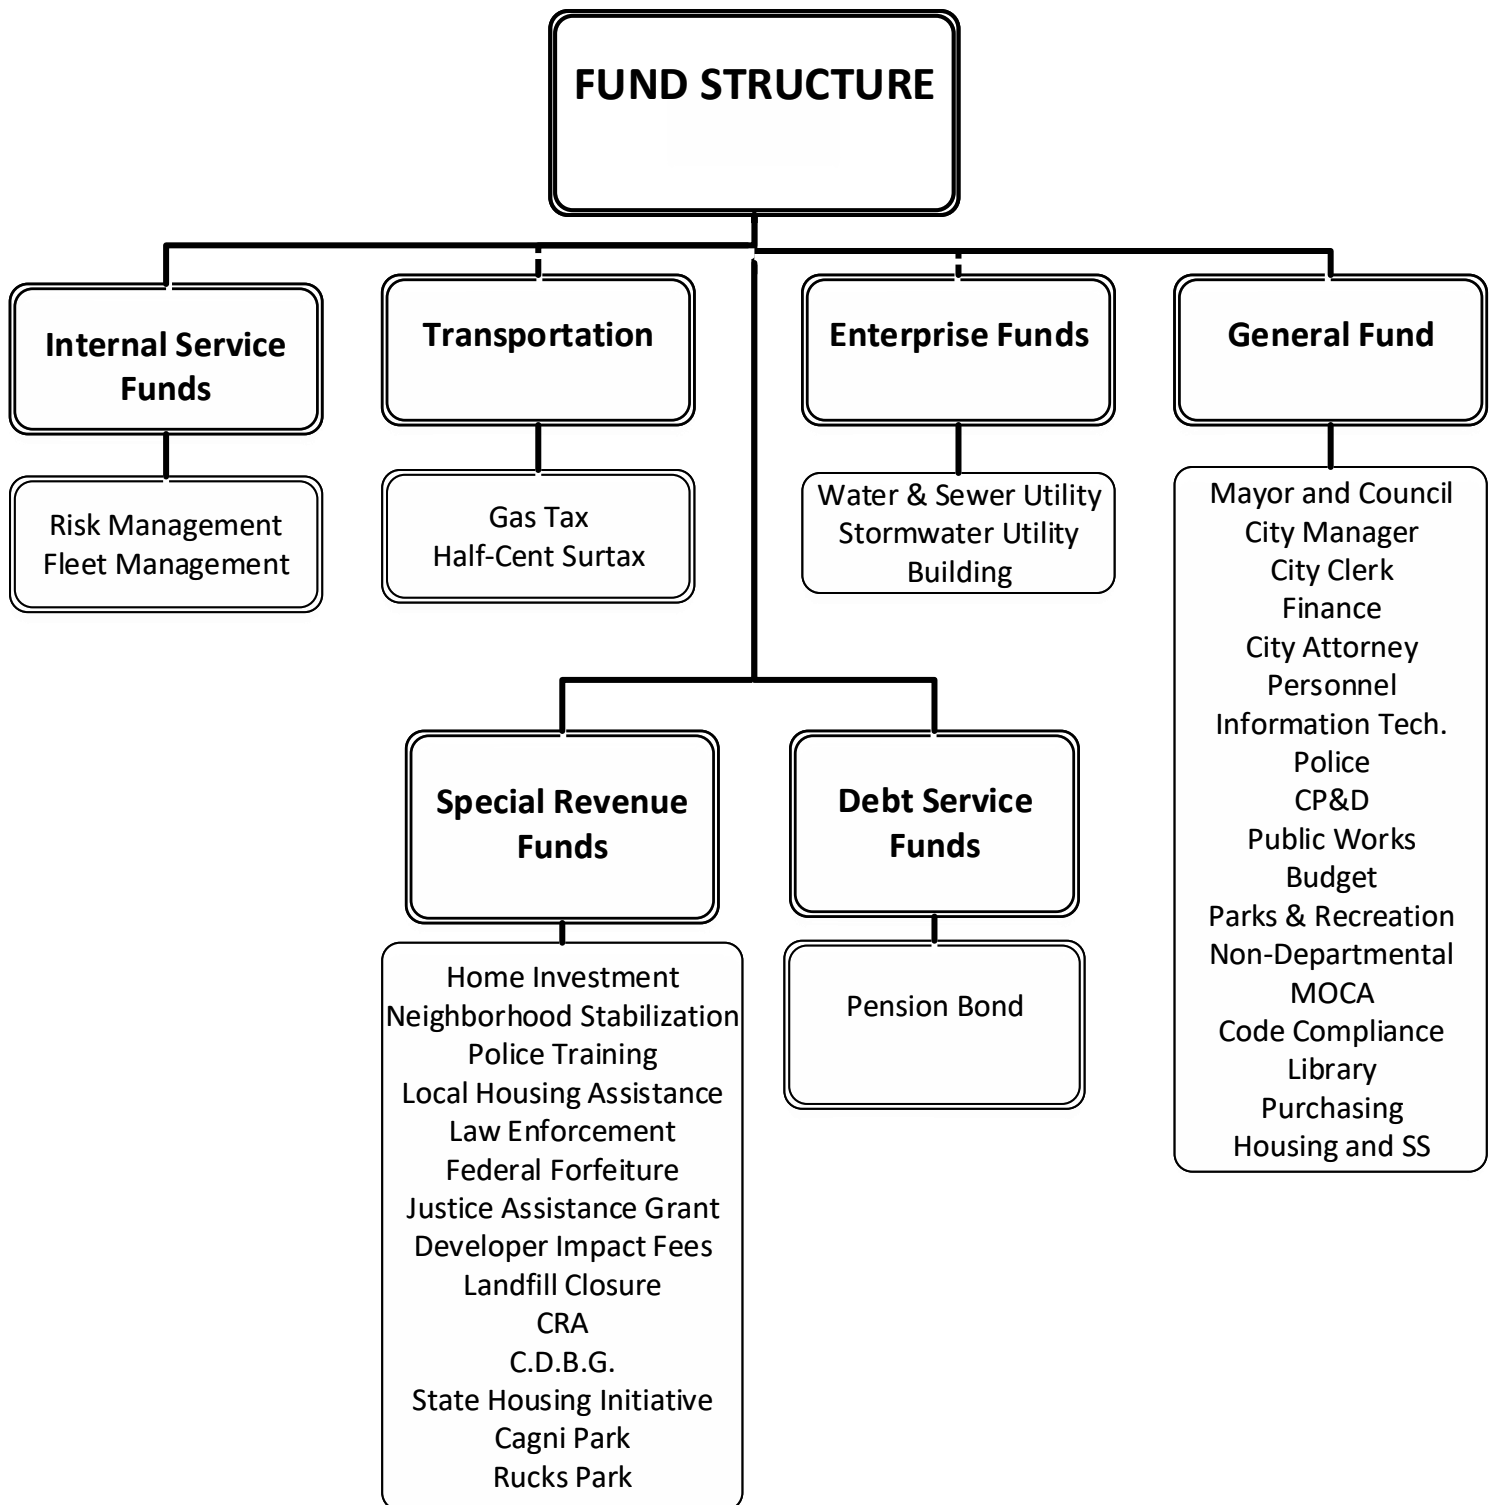 FUND STRUCTURE
Internal Service
Funds
Risk Management
Fleet Management
Transportation
Gas Tax
Half-Cent Surtax
Enterprise Funds
Water & Sewer Utility
Stormwater Utility
Building
General Fund
Mayor and Council
City Manager
City Clerk
Finance
City Attorney
Personnel
Information Tech.
Police
CP&D
Public Works
Budget
Parks & Recreation
Non-Departmental
MOCA
Code Compliance
Library
Purchasing
Housing and SS
Special Revenue
Funds
Home Investment
Neighborhood Stabilization
Police Training
Local Housing Assistance
Law Enforcement
Federal Forfeiture
Justice Assistance Grant
Developer Impact Fees
Landfill Closure
CRA
C.D.B.G.
State Housing Initiative
Cagni Park
Rucks Park
Debt Service
Funds
Pension Bond